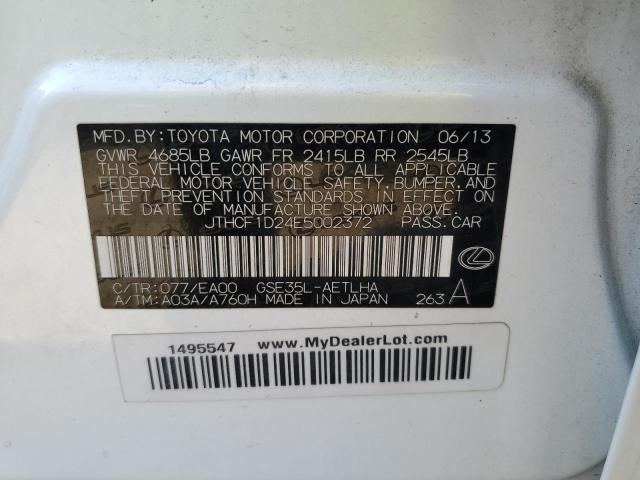 MFD.BY:TOYOTA MOTOR CORPORATION 06/13
GVWR 4685LB GAWR FR 2415LB RR 2545LB
THIS VEHICLE CONFORMS TO ALL APPLICABLE
FEDERAL MOTOR VEHICLE SAFETY, BUMPER, AND
THEFT PREVENTION STANDARDS IN EFFECT ON
THE DATE OF MANUFACTURE SHOWN ABOVE.
JTHCF1D24E5002372 PASS.CAR
C/TR:077/EA00 GSE35L-AETLHA
A/TM:A03A/A760H MADE IN JAPAN 263 A
1495547 www.MyDealerLot.com